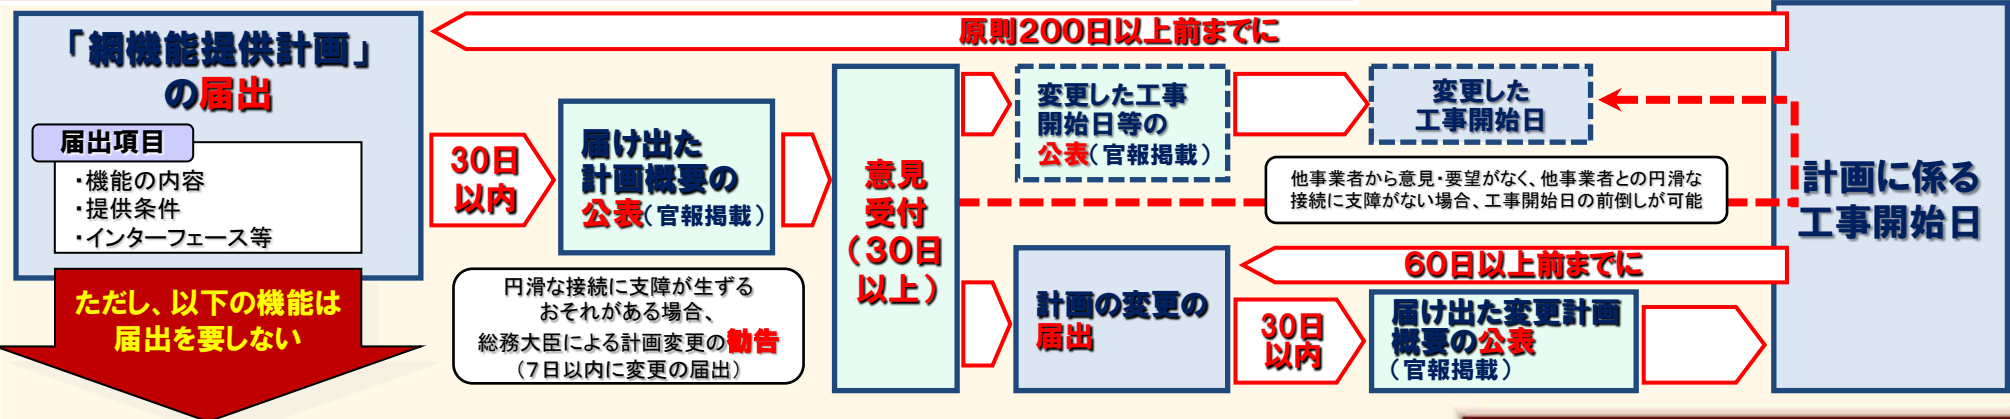 「網機能提供計画」
の届出
届出項目
・機能の内容
・提供条件
・インターフェース等
ただし、以下の機能は
届出を要しない
原則200日以上前までに
30日
以内
届け出た
計画概要の
公表(官報掲載)
円滑な接続に支障が生ずる
おそれがある場合、
総務大臣による計画変更の勧告
(7日以内に変更の届出)
意見
受付
(30日
以上)
変更した工事
開始日等の
公表(官報掲載)
変更した
工事開始日
他事業者から意見・要望がなく、他事業者との円滑な
接続に支障がない場合、工事開始日の前倒しが可能
60日以上前までに
計画の変更の
届出
30日
以内
届け出た変更計画
概要の公表
(官報掲載)
計画に係る
工事開始日